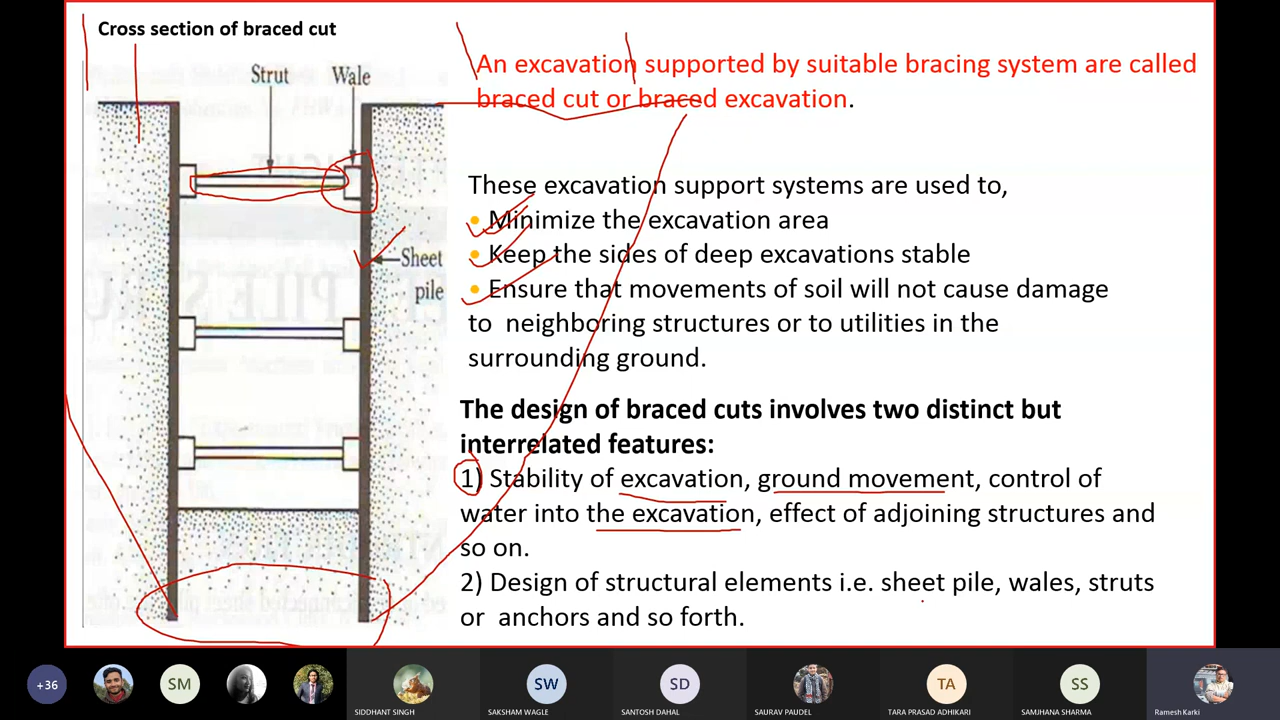 Cross section of braced cut
Strut
Wale
Sheet
pile
An excavation supported by suitable bracing system are called
braced cut or braced excavation.
These excavation support systems are used to,
• Minimize the excavation area
• Keep the sides of deep excavations stable
• Ensure that movements of soil will not cause damage
to neighboring structures or to utilities in the
surrounding ground.
The design of braced cuts involves two distinct but
interrelated features:
1) Stability of excavation, ground movement, control of
water into the excavation, effect of adjoining structures and
so on.
2) Design of structural elements i.e. sheet pile, wales, struts
or anchors and so forth.
+36
SM
SW
SD
TA
SS
SIDDHANT SINGH
SAKSHAM WAGLE
SANTOSH DAHAL
SAURAV PAUDEL
TARA PRASAD ADHIKARI
SAMJHANA SHARMA
Ramesh Karki